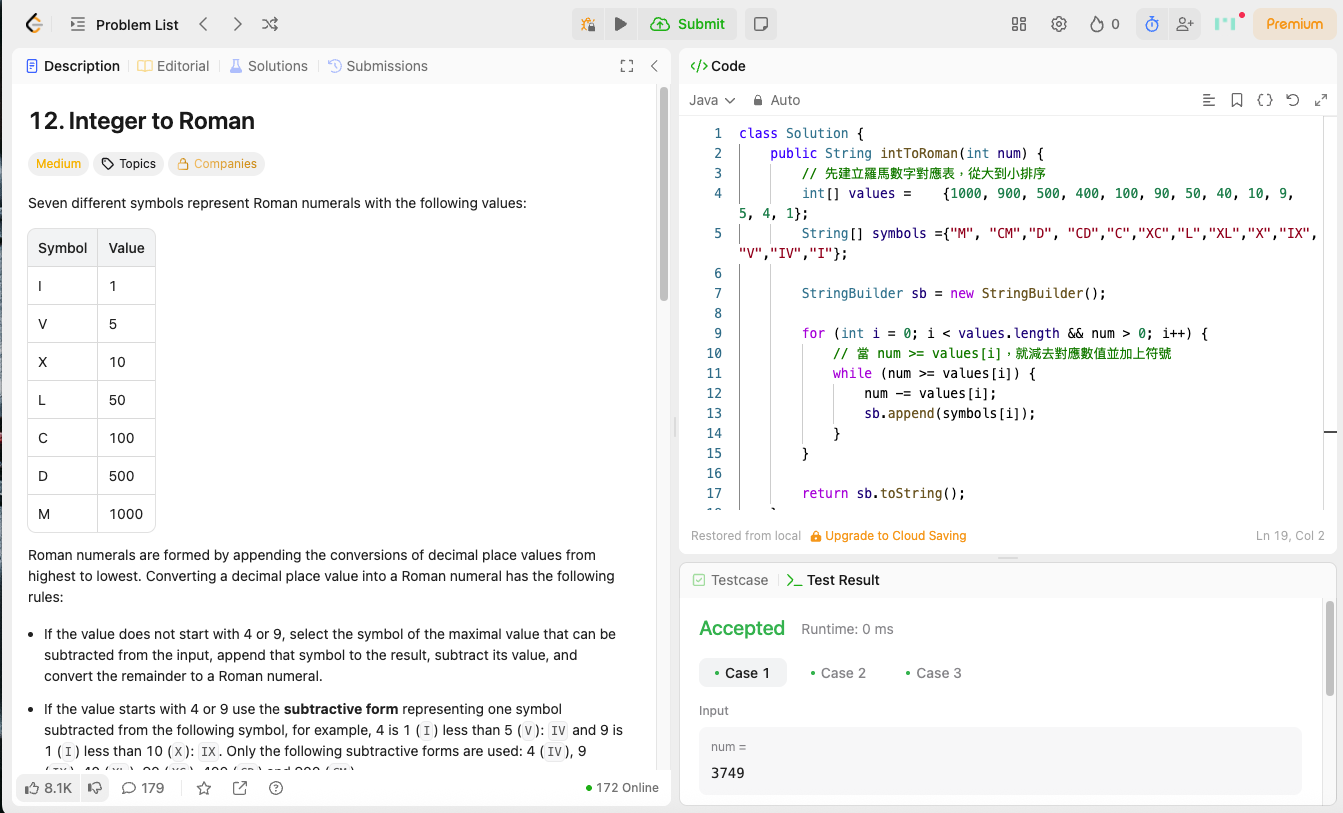 Problem List
Submit
0
Premium
Description
Editorial
Solutions
Submissions
12. Integer to Roman
Medium
Topics
Companies
Seven different symbols represent Roman numerals with the following values:
Symbol Value
I 1
V 5
X 10
L 50
C 100
D 500
M 1000
Roman numerals are formed by appending the conversions of decimal place values from
highest to lowest. Converting a decimal place value into a Roman numeral has the following
rules:
• If the value does not start with 4 or 9, select the symbol of the maximal value that can be
subtracted from the input, append that symbol to the result, subtract its value, and
convert the remainder to a Roman numeral.
• If the value starts with 4 or 9 use the subtractive form representing one symbol
subtracted from the following symbol, for example, 4 is 1 (I) less than 5 (V): IV and 9 is
1 (I) less than 10 (X): IX. Only the following subtractive forms are used: 4 (IV), 9
(IX), 40 (XL), 90 (XC), 400 (CD) and 900 (CM).
8.1K
179
172 Online
</> Code
Java
Auto
1 class Solution {
2 public String intToRoman(int num) {
3 // 先建立羅馬數字對應表，從大到小排序
4 int[] values = {1000, 900, 500, 400, 100, 90, 50, 40, 10, 9,
5, 4, 1};
5 String[] symbols ={"M", "CM","D", "CD","C","XC","L","XL","X","IX",
"V","IV","I"};
6
7 StringBuilder sb = new StringBuilder();
8
9 for (int i = 0; i < values.length && num > 0; i++) {
10 // 當 num >= values[i]，就減去對應數值並加上符號
11 while (num >= values[i]) {
12 num -= values[i];
13 sb.append(symbols[i]);
14 }
15 }
16
17 return sb.toString();
Restored from local
Upgrade to Cloud Saving
Ln 19, Col 2
Testcase
Test Result
Accepted
Runtime: 0 ms
• Case 1
• Case 2
• Case 3
Input
num =
3749